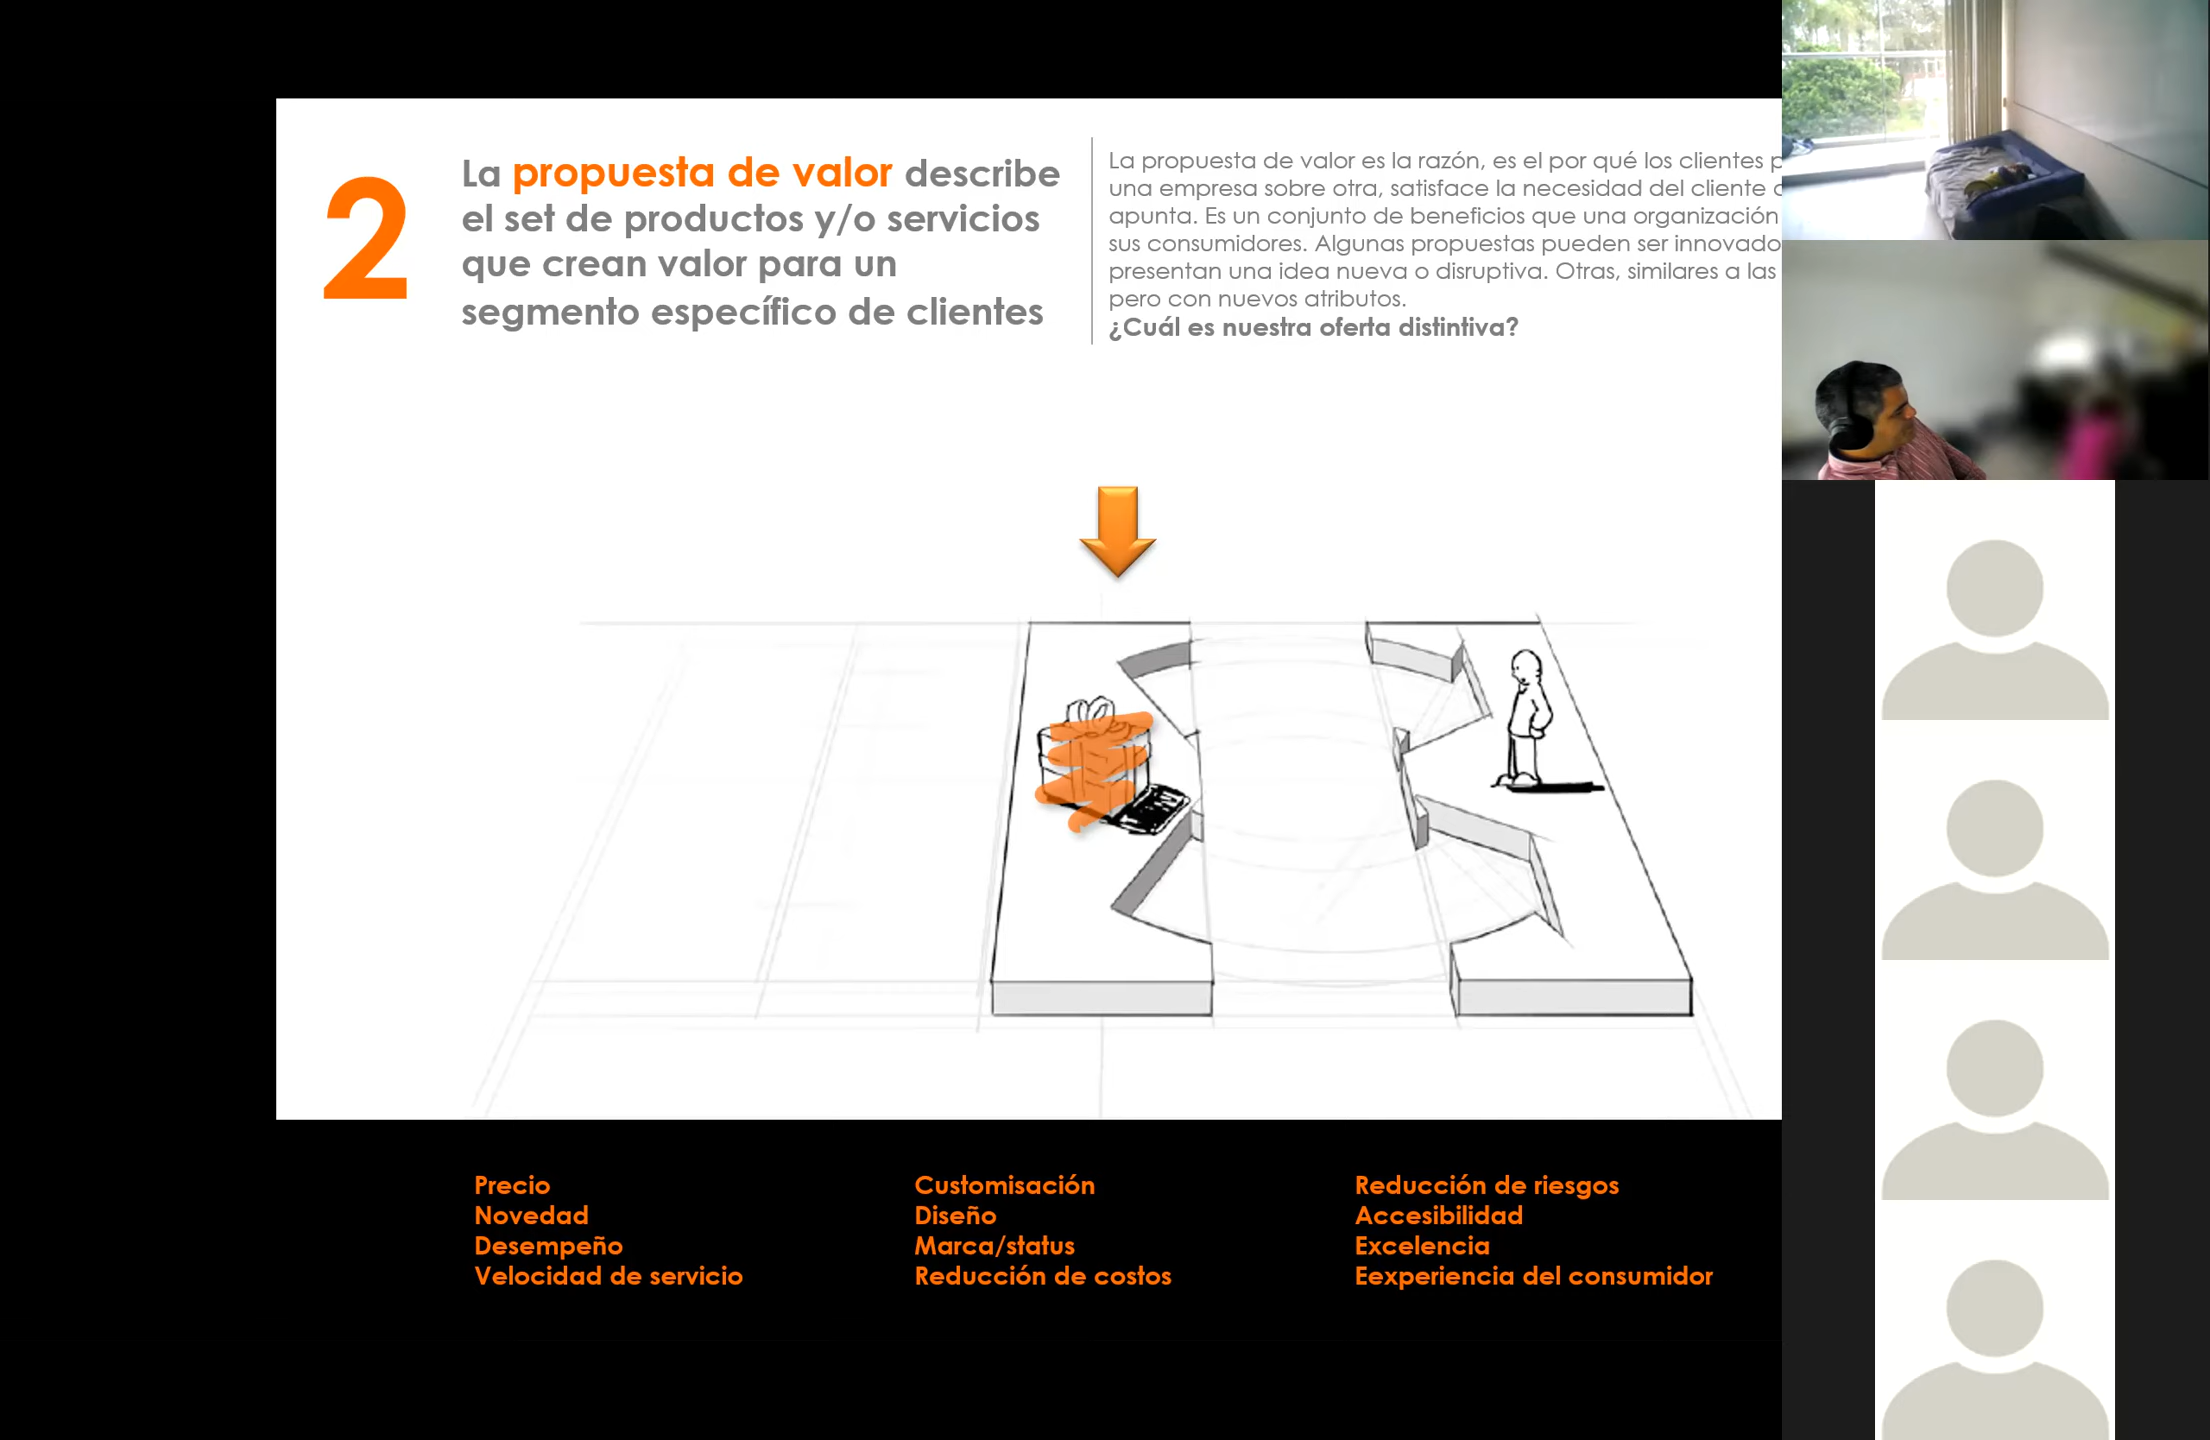 2
La propuesta de valor describe
el set de productos y/o servicios
que crean valor para un
segmento específico de clientes
La propuesta de valor es la razón, es el por qué los clientes
una empresa sobre otra, satisface la necesidad del cliente
apunta. Es un conjunto de beneficios que una organización
sus consumidores. Algunas propuestas pueden ser
presentan una idea nueva o disruptiva. Otras, similares a las
pero con nuevos atributos.
¿Cuál es nuestra oferta distintiva?
Precio
Novedad
Desempeño
Velocidad de servicio
Customisación
Diseño
Marca/status
Reducción de costos
Reducción de riesgos
Accesibilidad
Excelencia
Eexperiencia del consumidor